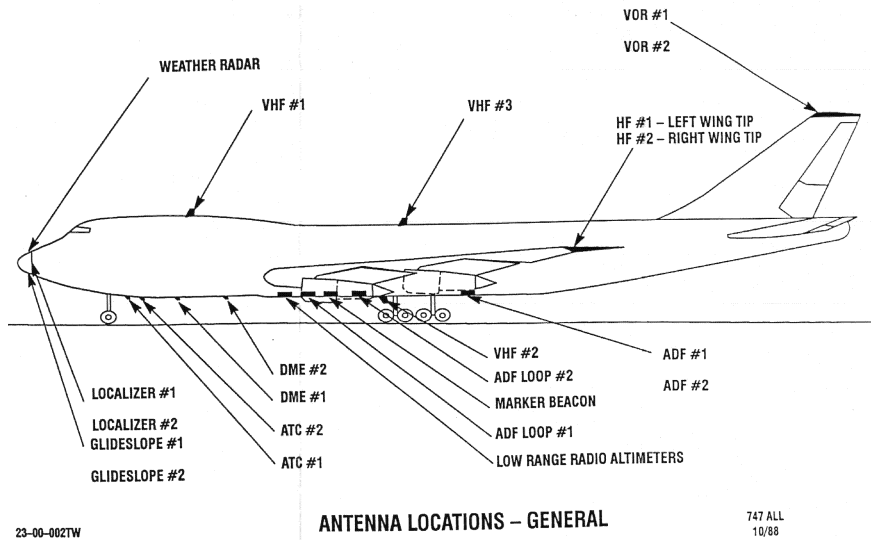 VOR #1
VOR #2
WEATHER RADAR
VHF #1
VHF #3
HF #1 – LEFT WING TIP
HF #2 – RIGHT WING TIP
LOCALIZER #1
LOCALIZER #2
GLIDESLOPE #1
GLIDESLOPE #2
DME #2
DME #1
ATC #2
ATC #1
VHF #2
ADF LOOP #2
MARKER BEACON
ADF LOOP #1
LOW RANGE RADIO ALTIMETERS
ADF #1
ADF #2
ANTENNA LOCATIONS – GENERAL
23–00–002TW
747 ALL
10/88